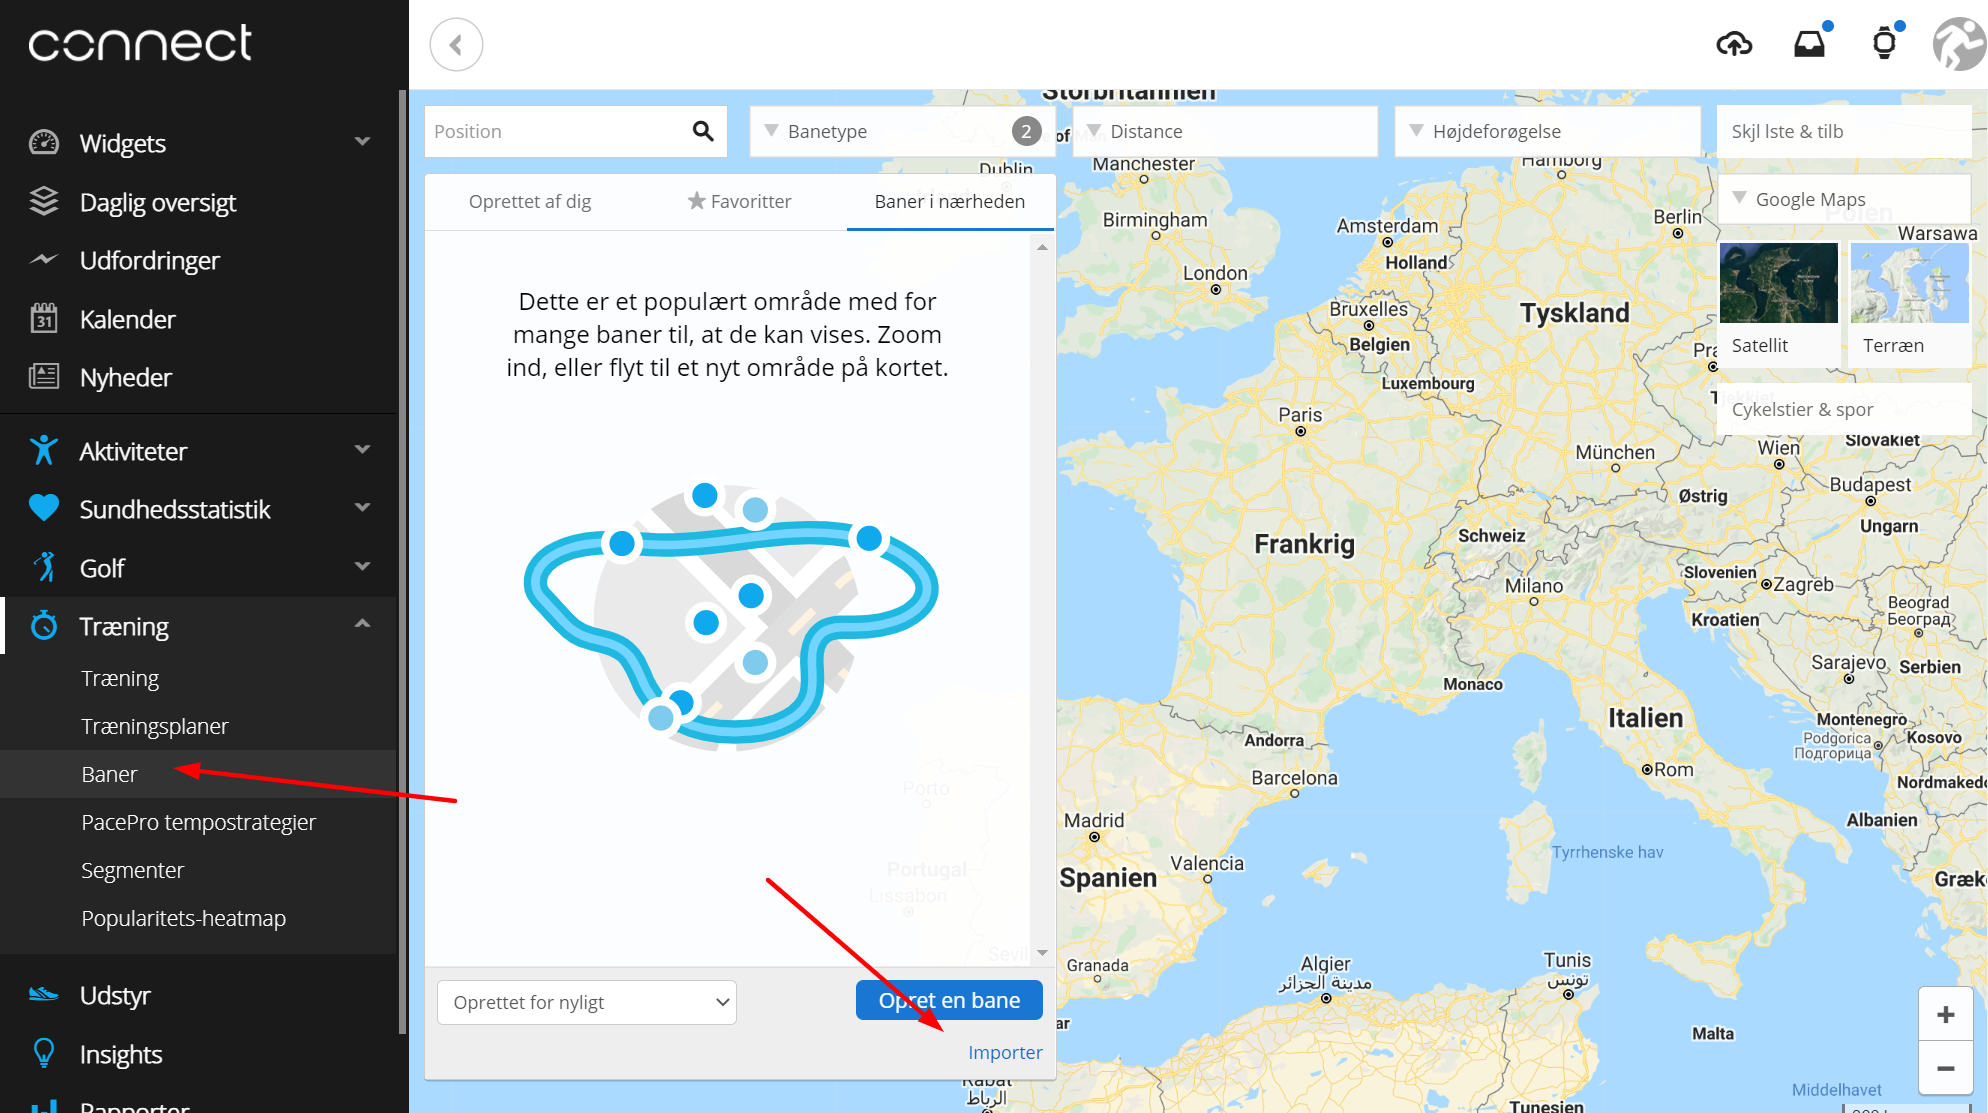 connect
Widgets
Daglig oversigt
Udfordringer
31
Kalender
Nyheder
Aktiviteter
Sundhedsstatistik
Golf
Træning
Træning
Træningsplaner
Baner
PacePro tempostrategier
Segmenter
Popularitets-heatmap
Udstyr
Insights
Rapporter
Position
Banetype
2
Distance
Højdeforøgelse
Skjl lste & tilb
Google Maps
Satellit
Terræn
Cykelstier & spor
Oprettet af dig
Favoritter
Baner i nærheden
Dette er et populært område med for
mange baner til, at de kan vises. Zoom
ind, eller flyt til et nyt område på kortet.
Oprettet for nyligt
Opret en bane
Importer
Storbritannien
Dublin
Manchester
Hamborg
Birmingham
Amsterdam
Berlin
Polen
Warsawa
Holland
London
Bruxelles
Tyskland
Belgien
Luxembourg
Tjekkiet
Paris
Slovakiet
München
Wien
Budapest
Østrig
Ungarn
Frankrig
Schweiz
Slovenien
Zagreb
Milano
Beograd
Београд
Kroatien
Sarajevo
Serbien
Monaco
Italien
Montenegro
Podgorica
Подгорица
Kosovo
Andorra
Rom
Barcelona
Porto
Nordmakedo
Madrid
Albanien
Tyrrhenske hav
Valencia
Portugal
Spanien
Lissabon
Græke
Sevil
Granada
Algier
مدينة الجزائر
Tunis
تونس
Malta
Rabat
الرباط
Middelhavet
Tunesien
+
−